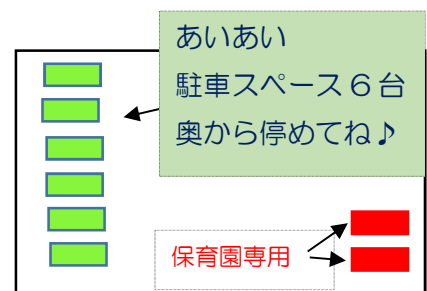 あいあい
駐車スペース６台
奥から停めてね♪
保育園専用